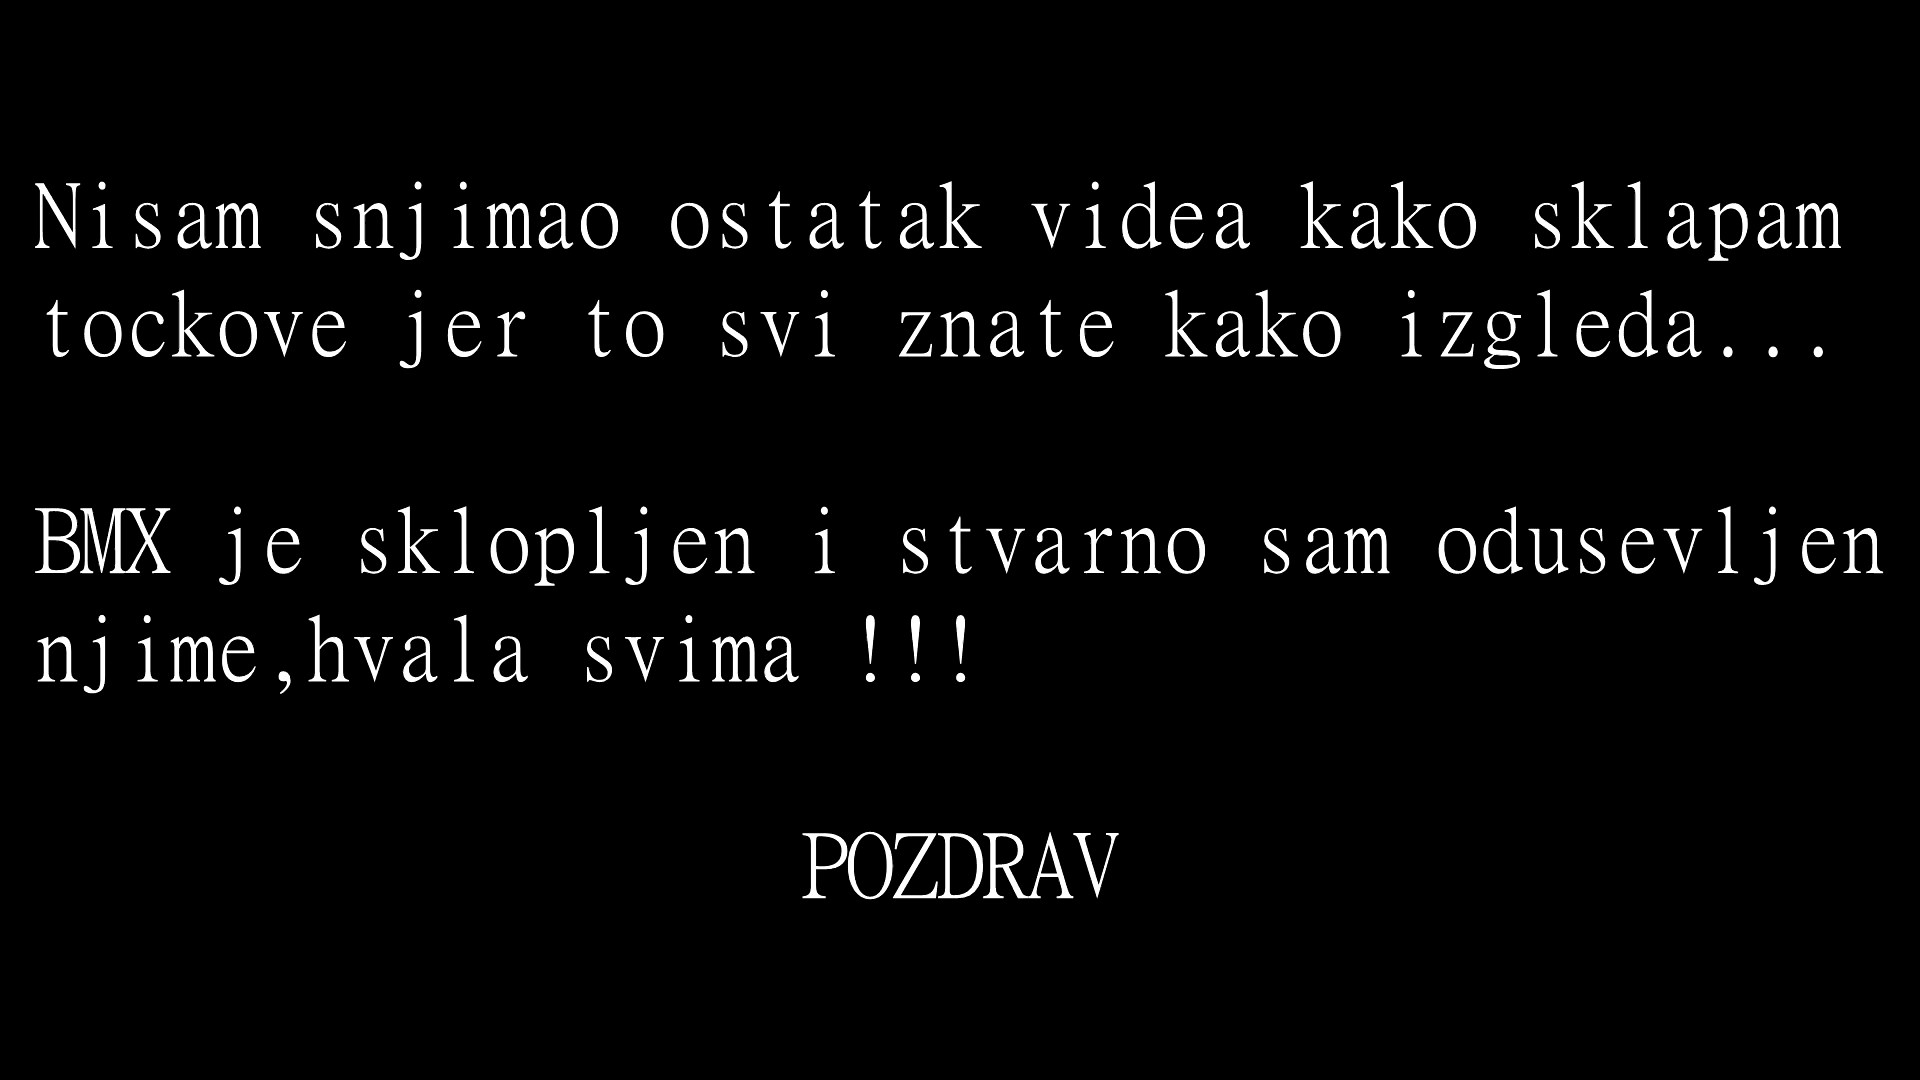 Nisam snjimao ostatak videa kako sklapam
tockove jer to svi znate kako izgleda...
BMX je sklopljen i stvarno sam odusevljen
njime,hvala svima !!!
POZDRAV